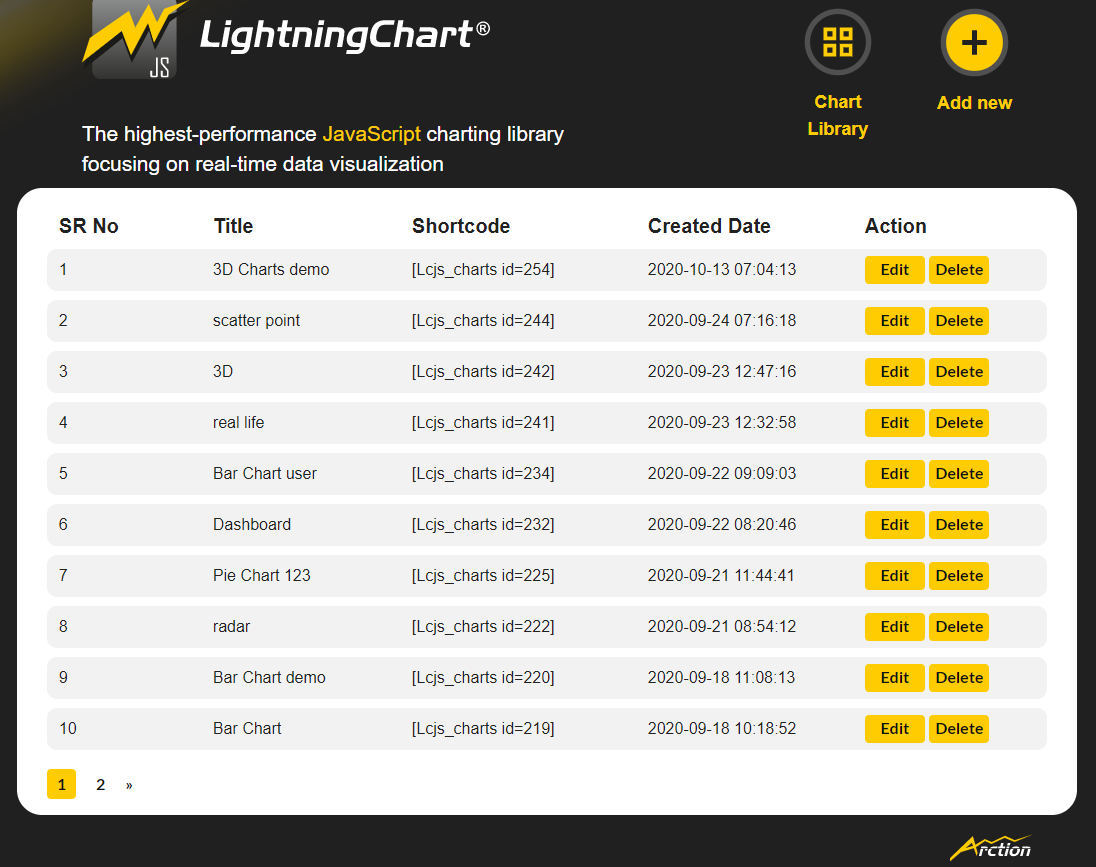 JS
LightningChart®
Chart
Library
Add new
The highest-performance JavaScript charting library
focusing on real-time data visualization
SR No Title Shortcode Created Date Action
1 3D Charts demo [Lcjs_charts id=254] 2020-10-13 07:04:13 Edit Delete
2 scatter point [Lcjs_charts id=244] 2020-09-24 07:16:18 Edit Delete
3 3D [Lcjs_charts id=242] 2020-09-23 12:47:16 Edit Delete
4 real life [Lcjs_charts id=241] 2020-09-23 12:32:58 Edit Delete
5 Bar Chart user [Lcjs_charts id=234] 2020-09-22 09:09:03 Edit Delete
6 Dashboard [Lcjs_charts id=232] 2020-09-22 08:20:46 Edit Delete
7 Pie Chart 123 [Lcjs_charts id=225] 2020-09-21 11:44:41 Edit Delete
8 radar [Lcjs_charts id=222] 2020-09-21 08:54:12 Edit Delete
9 Bar Chart demo [Lcjs_charts id=220] 2020-09-18 11:08:13 Edit Delete
10 Bar Chart [Lcjs_charts id=219] 2020-09-18 10:18:52 Edit Delete
1 2 »
Arction